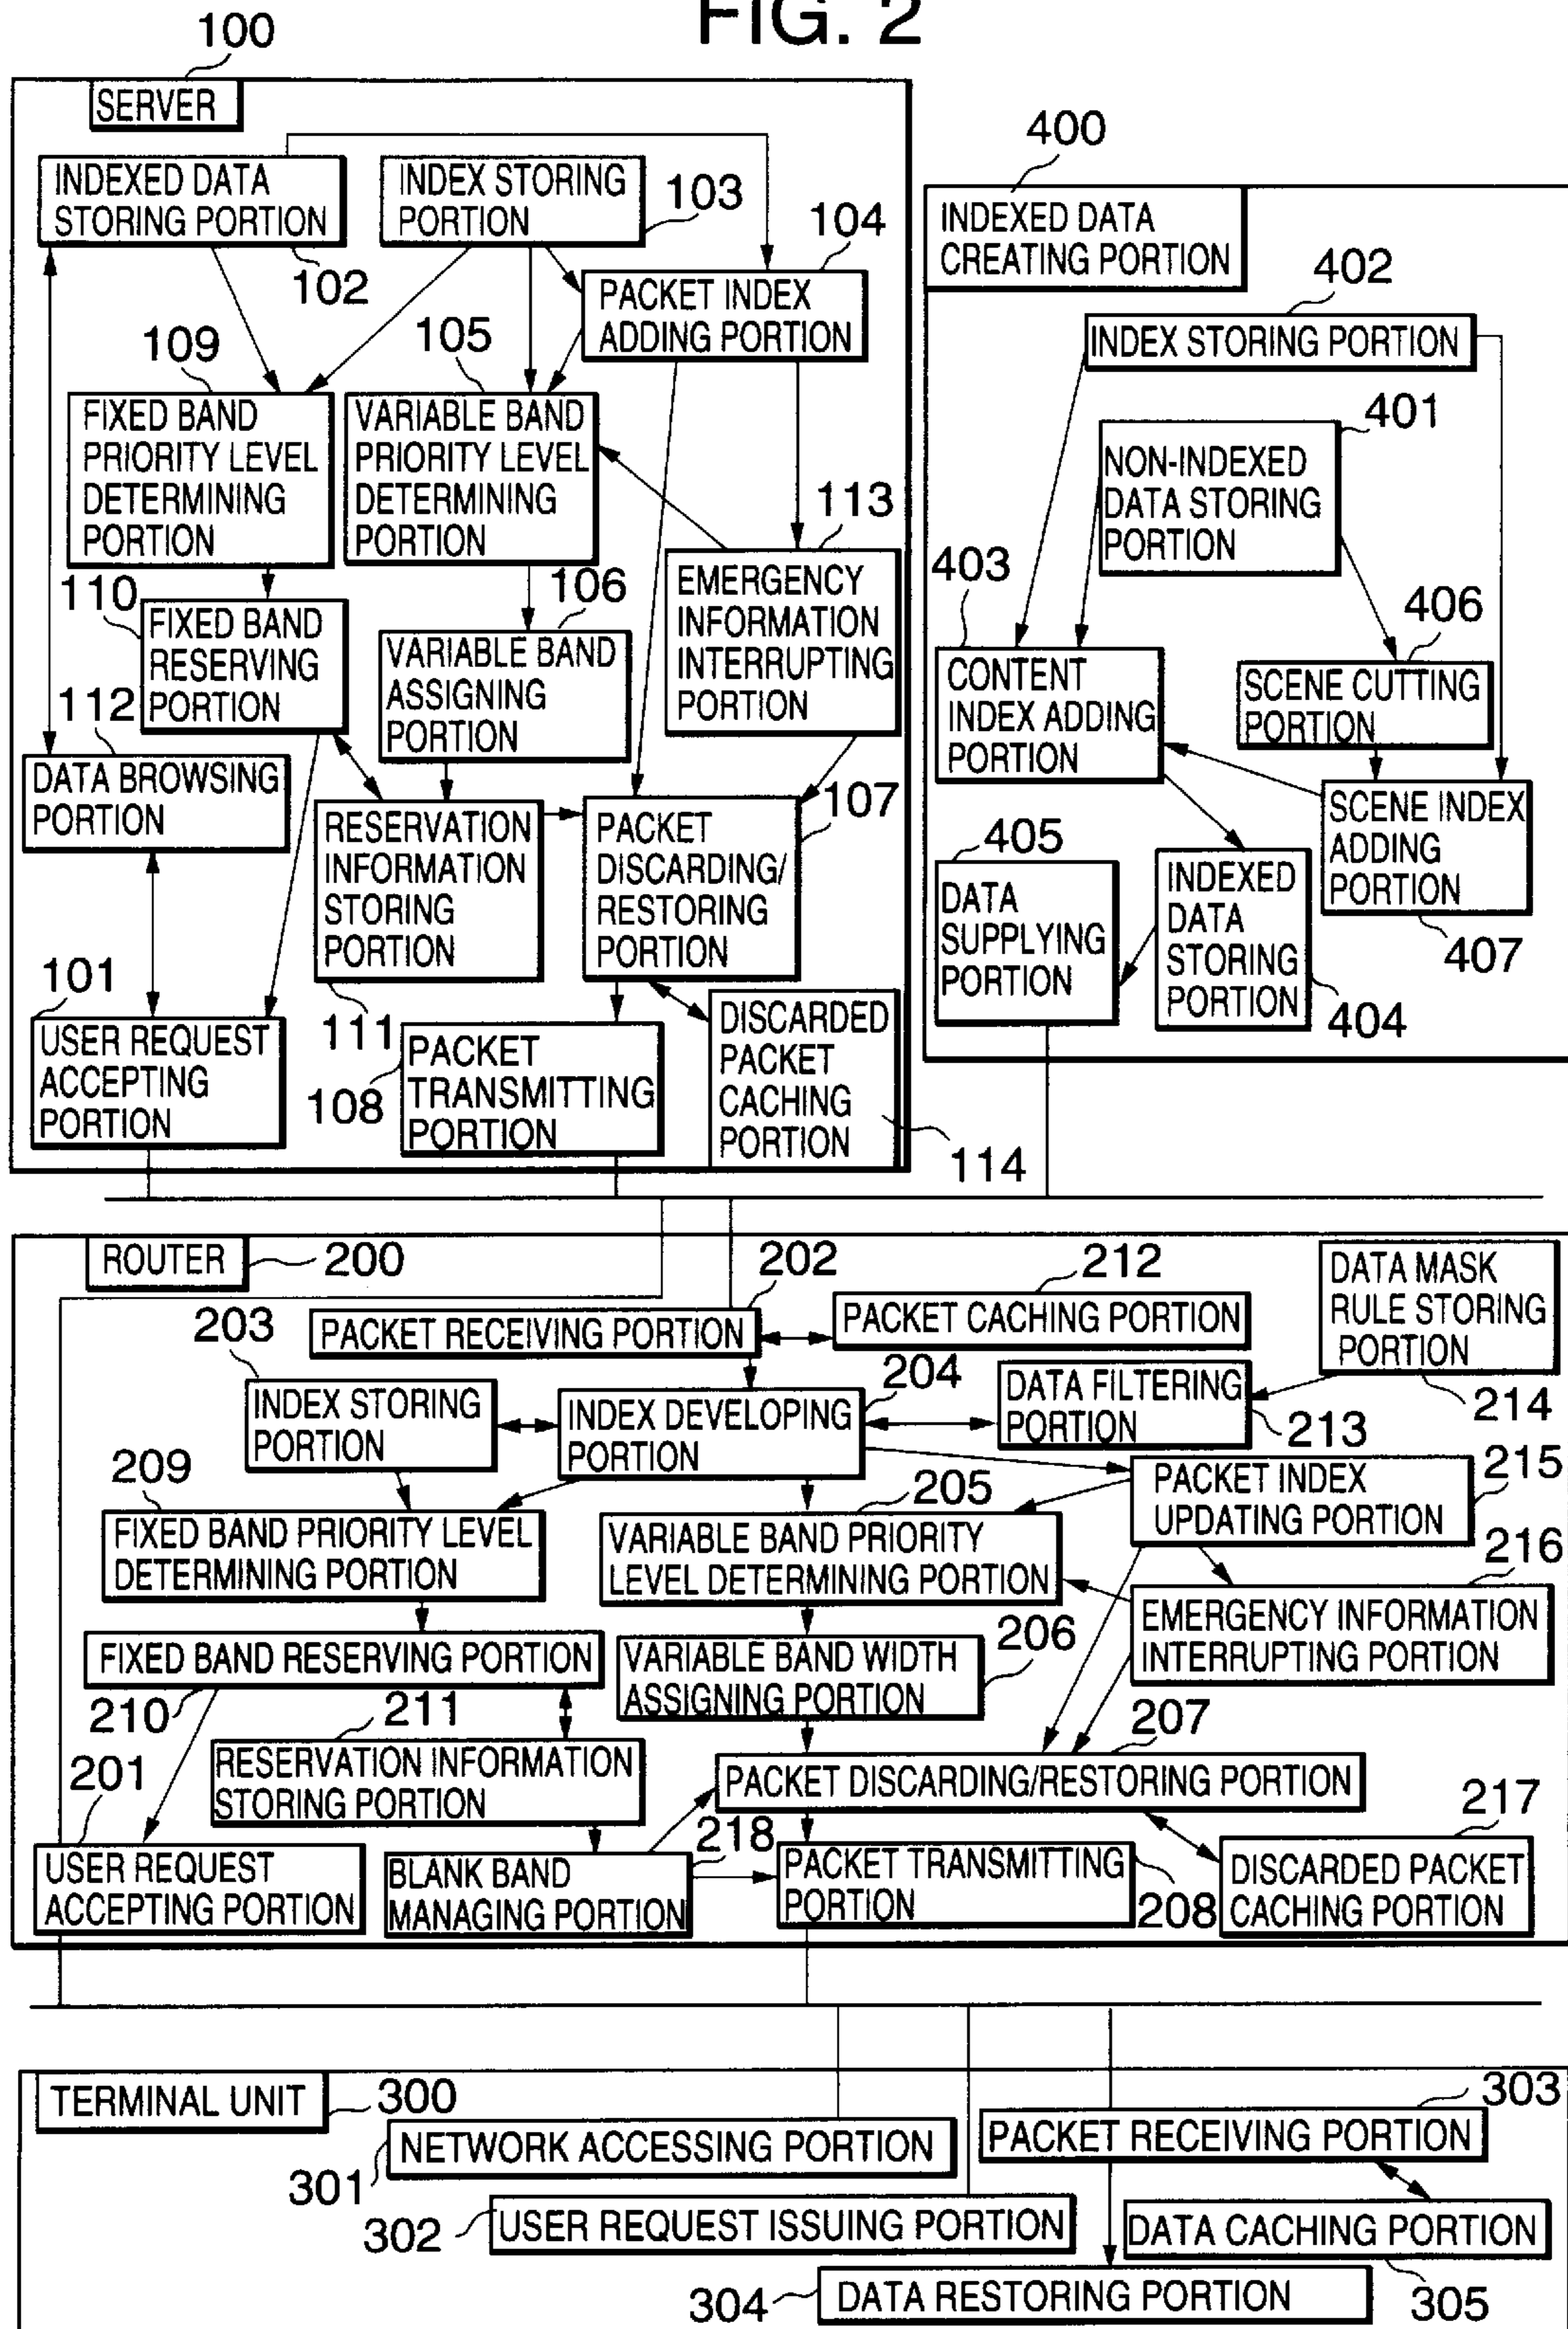 FIG. 2
100
SERVER
INDEXED DATA
STORING PORTION
102
INDEX STORING
PORTION
103
104
PACKET INDEX
ADDING PORTION
109
FIXED BAND
PRIORITY LEVEL
DETERMINING
PORTION
105
VARIABLE BAND
PRIORITY LEVEL
DETERMINING
PORTION
113
EMERGENCY
INFORMATION
INTERRUPTING
PORTION
110
FIXED BAND
RESERVING
PORTION
106
VARIABLE BAND
ASSIGNING
PORTION
112
DATA BROWSING
PORTION
RESERVATION
INFORMATION
STORING
PORTION
111
107
PACKET
DISCARDING/
RESTORING
PORTION
101
USER REQUEST
ACCEPTING
PORTION
108
PACKET
TRANSMITTING
PORTION
DISCARDED
PACKET
CACHING
PORTION
114
400
INDEXED DATA
CREATING PORTION
402
INDEX STORING PORTION
401
NON-INDEXED
DATA STORING
PORTION
403
CONTENT
INDEX ADDING
PORTION
406
SCENE CUTTING
PORTION
SCENE INDEX
ADDING
PORTION
407
405
DATA
SUPPLYING
PORTION
INDEXED
DATA
STORING
PORTION
404
ROUTER
200
202
PACKET RECEIVING PORTION
212
PACKET CACHING PORTION
DATA MASK
RULE STORING
PORTION
214
203
INDEX STORING
PORTION
204
INDEX DEVELOPING
PORTION
DATA FILTERING
PORTION
213
215
PACKET INDEX
UPDATING PORTION
209
FIXED BAND PRIORITY LEVEL
DETERMINING PORTION
205
VARIABLE BAND PRIORITY
LEVEL DETERMINING PORTION
216
EMERGENCY INFORMATION
INTERRUPTING PORTION
FIXED BAND RESERVING PORTION
210
VARIABLE BAND WIDTH
ASSIGNING PORTION
206
211
RESERVATION INFORMATION
STORING PORTION
207
PACKET DISCARDING/RESTORING PORTION
201
USER REQUEST
ACCEPTING PORTION
218
BLANK BAND
MANAGING PORTION
PACKET TRANSMITTING
PORTION
208
217
DISCARDED PACKET
CACHING PORTION
TERMINAL UNIT
300
NETWORK ACCESSING PORTION
301
303
PACKET RECEIVING PORTION
302
USER REQUEST ISSUING PORTION
DATA CACHING PORTION
305
304
DATA RESTORING PORTION